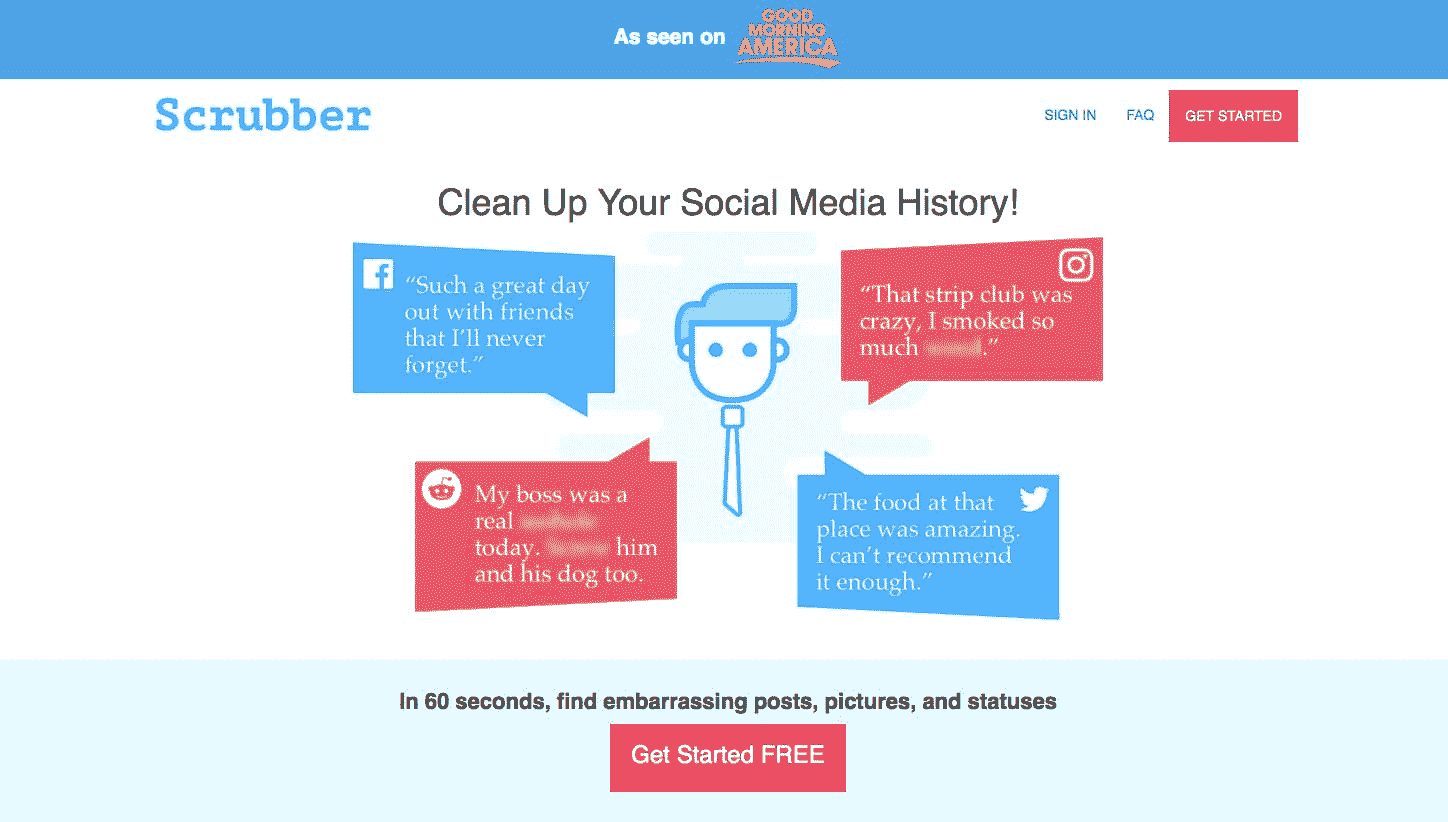 As seen on
GOOD
MORNING
AMERICA
Scrubber
SIGN IN
FAQ
GET STARTED
Clean Up Your Social Media History!
“Such a great day
out with friends
that I’ll never
forget.”
“That strip club was
crazy, I smoked so
much .”
My boss was a
real
today. him
and his dog too.
“The food at that
place was amazing.
I can’t recommend
it enough.”
In 60 seconds, find embarrassing posts, pictures, and statuses
Get Started FREE